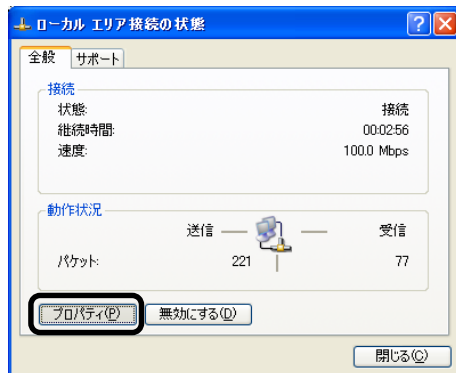 ローカル エリア接続の状態
全般 サポート
接続
状態: 接続
継続時間: 00:02:56
速度: 100.0 Mbps
動作状況
送信 受信
パケット: 221 77
プロパティ(P) 無効にする(D)
閉じる(C)